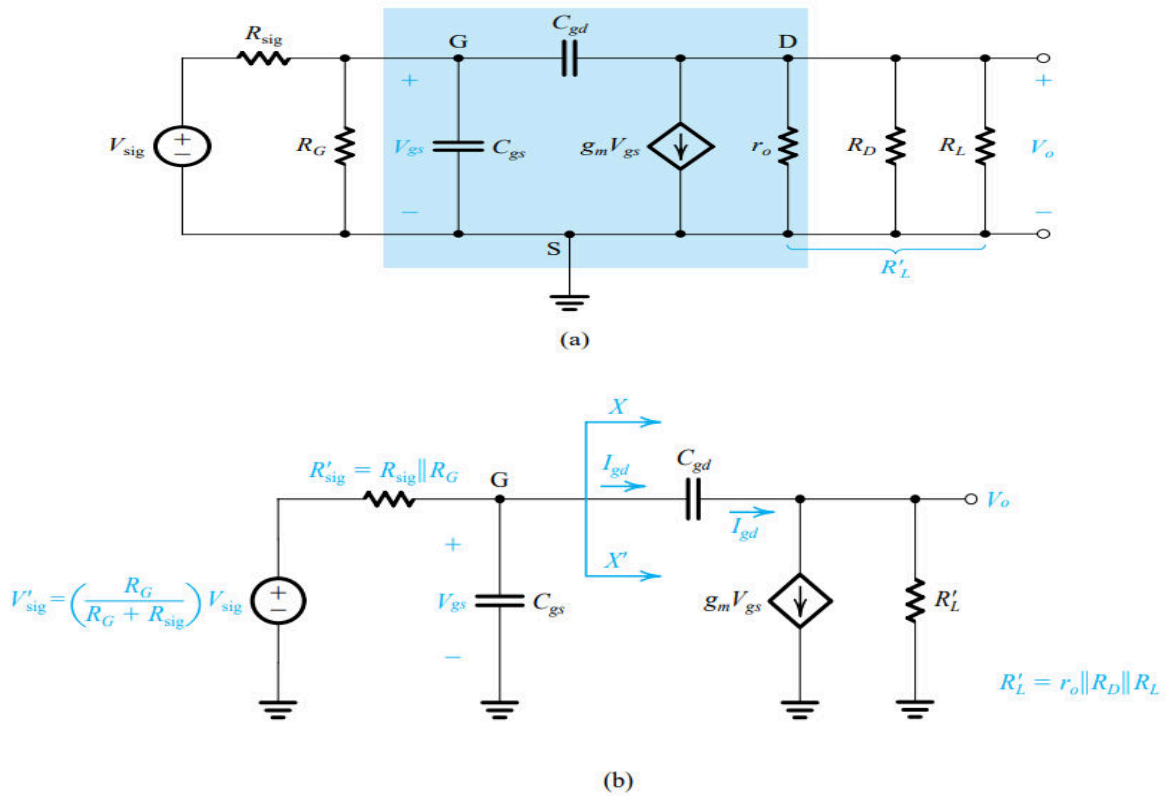 C_gd
R_sig
G
D
+
+
V_sig
+
−
R_G
V_gs
C_gs
g_m V_gs
r_o
R_D
R_L
V_o
−
−
S
R'_L
(a)
X
R'_sig = R_sig || R_G
G
I_gd
C_gd
V_o
+
I_gd
X'
V'_sig = (R_G / R_G + R_sig) V_sig
+
−
V_gs
C_gs
g_m V_gs
R'_L
−
R'_L = r_o || R_D || R_L
(b)